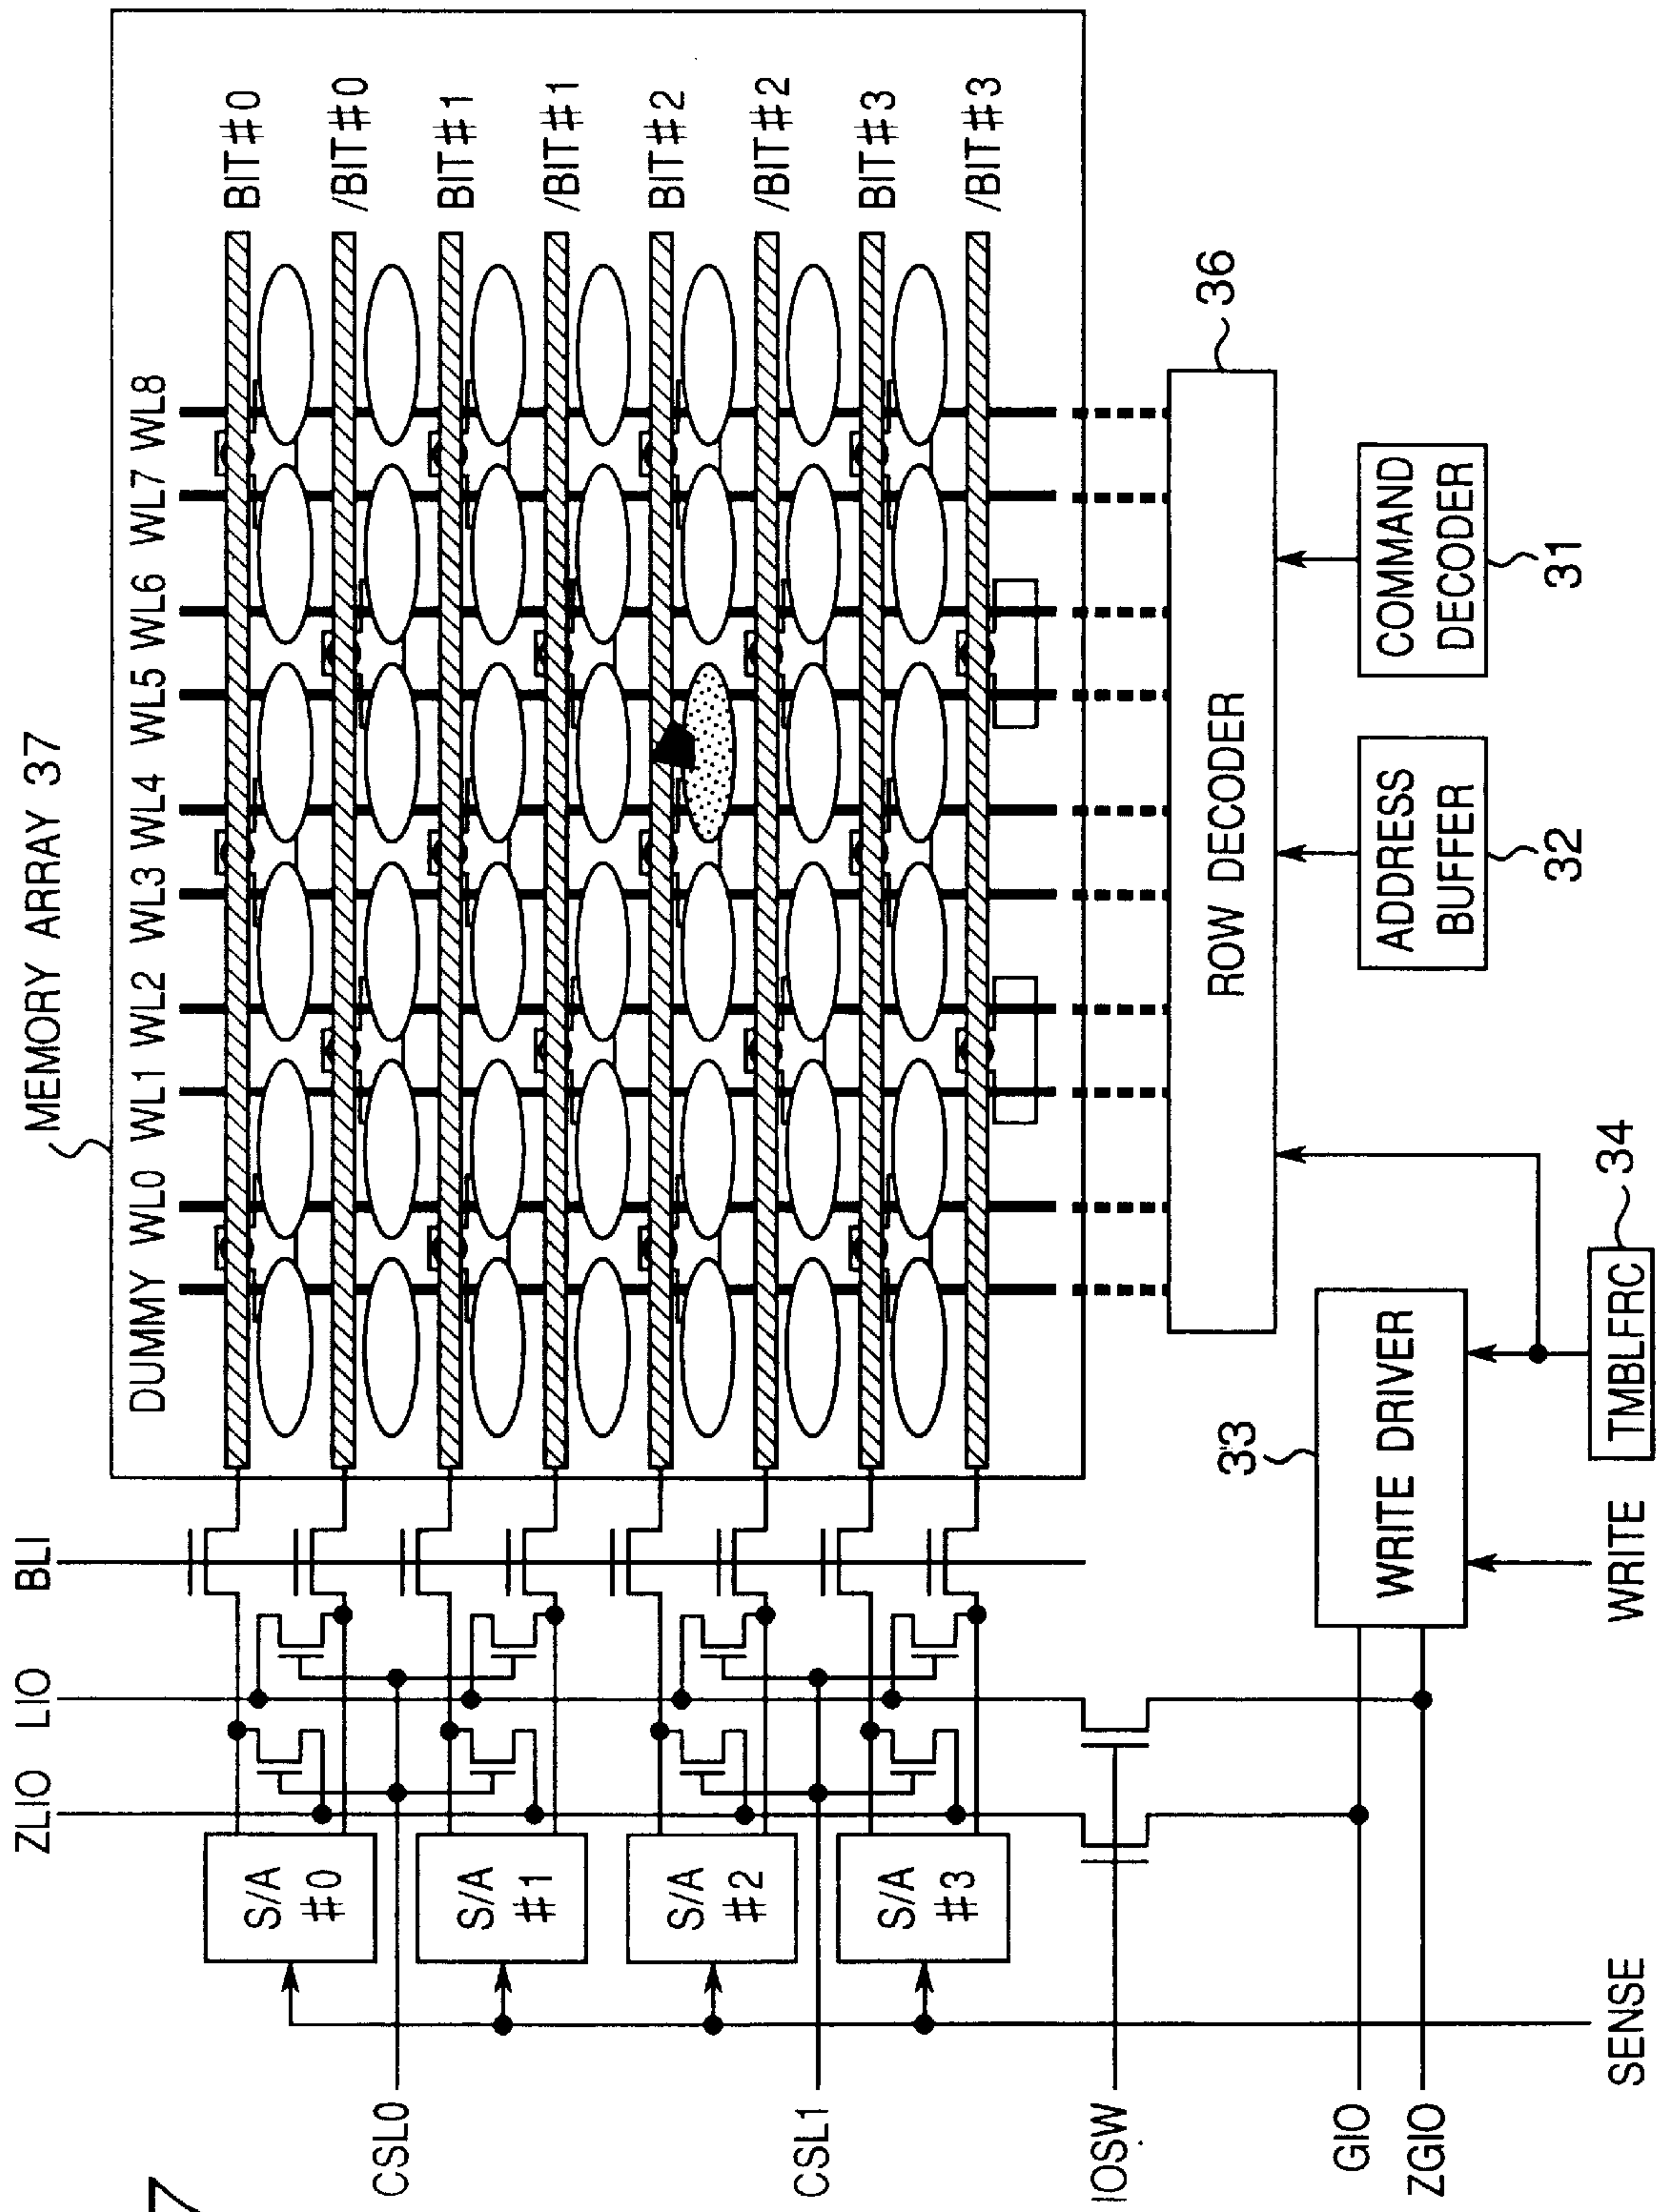 7
MEMORY ARRAY 37
DUMMY WL0 WL1 WL2 WL3 WL4 WL5 WL6 WL7 WL8
BIT#0
/BIT#0
BIT#1
/BIT#1
BIT#2
/BIT#2
BIT#3
/BIT#3
BLI
LIO
ZLIO
S/A
#0
S/A
#1
S/A
#2
S/A
#3
CSL0
CSL1
IOSW
GIO
ZGIO
SENSE
WRITE
WRITE DRIVER
33
TMBLFRC
34
ROW DECODER
36
ADDRESS
BUFFER
32
COMMAND
DECODER
31